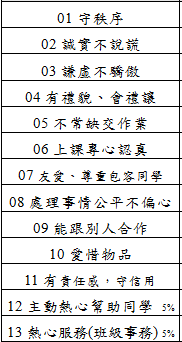 01 守秩序
02 誠實不說謊
03 謙虛不驕傲
04 有禮貌、會禮讓
05 不常缺交作業
06 上課專心認真
07 友愛、尊重包容同學
08 處理事情公平不偏心
09 能跟別人合作
10 愛惜物品
11 有責任感，守信用
12 主動熱心幫助同學 5%
13 熱心服務(班級事務) 5%